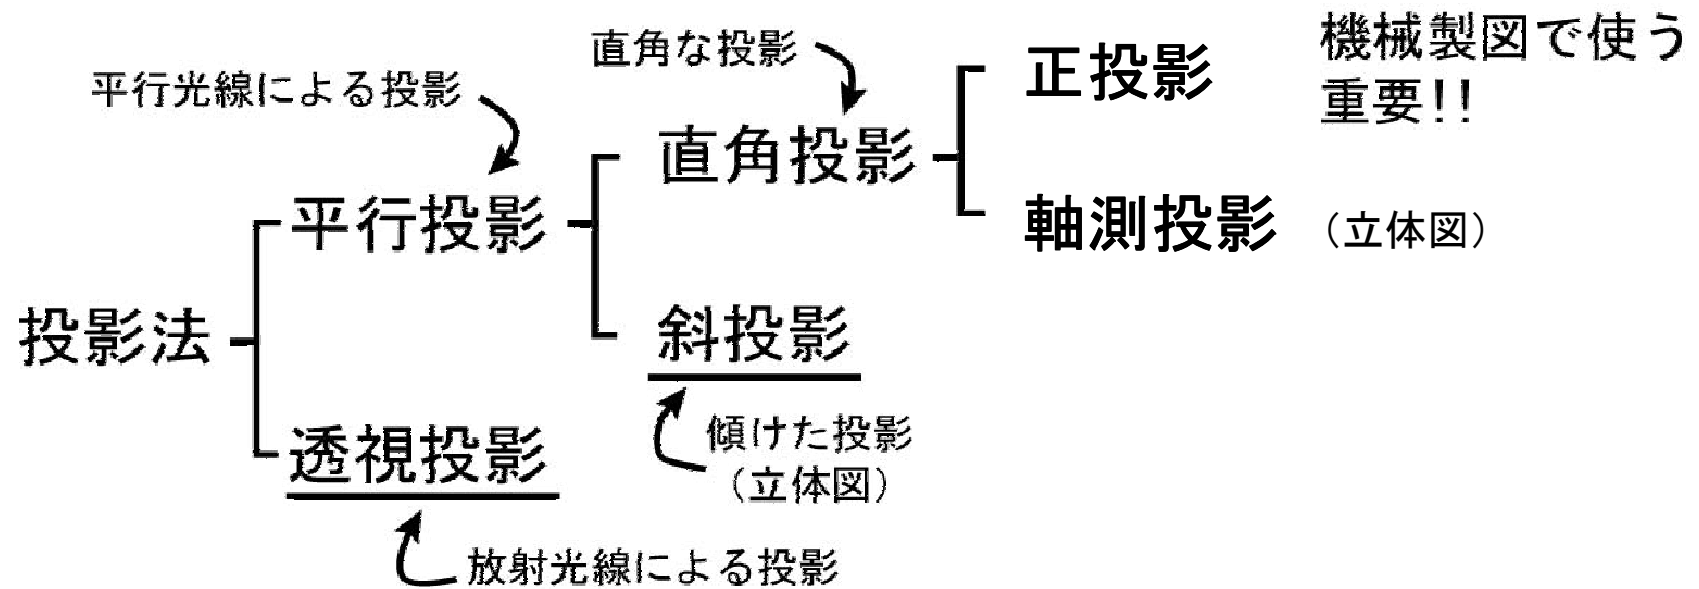 投影法
平行光線による投影
平行投影
直角な投影
直角投影
正投影
機械製図で使う
重要!!
軸測投影 (立体図)
斜投影
傾けた投影
(立体図)
透視投影
放射光線による投影